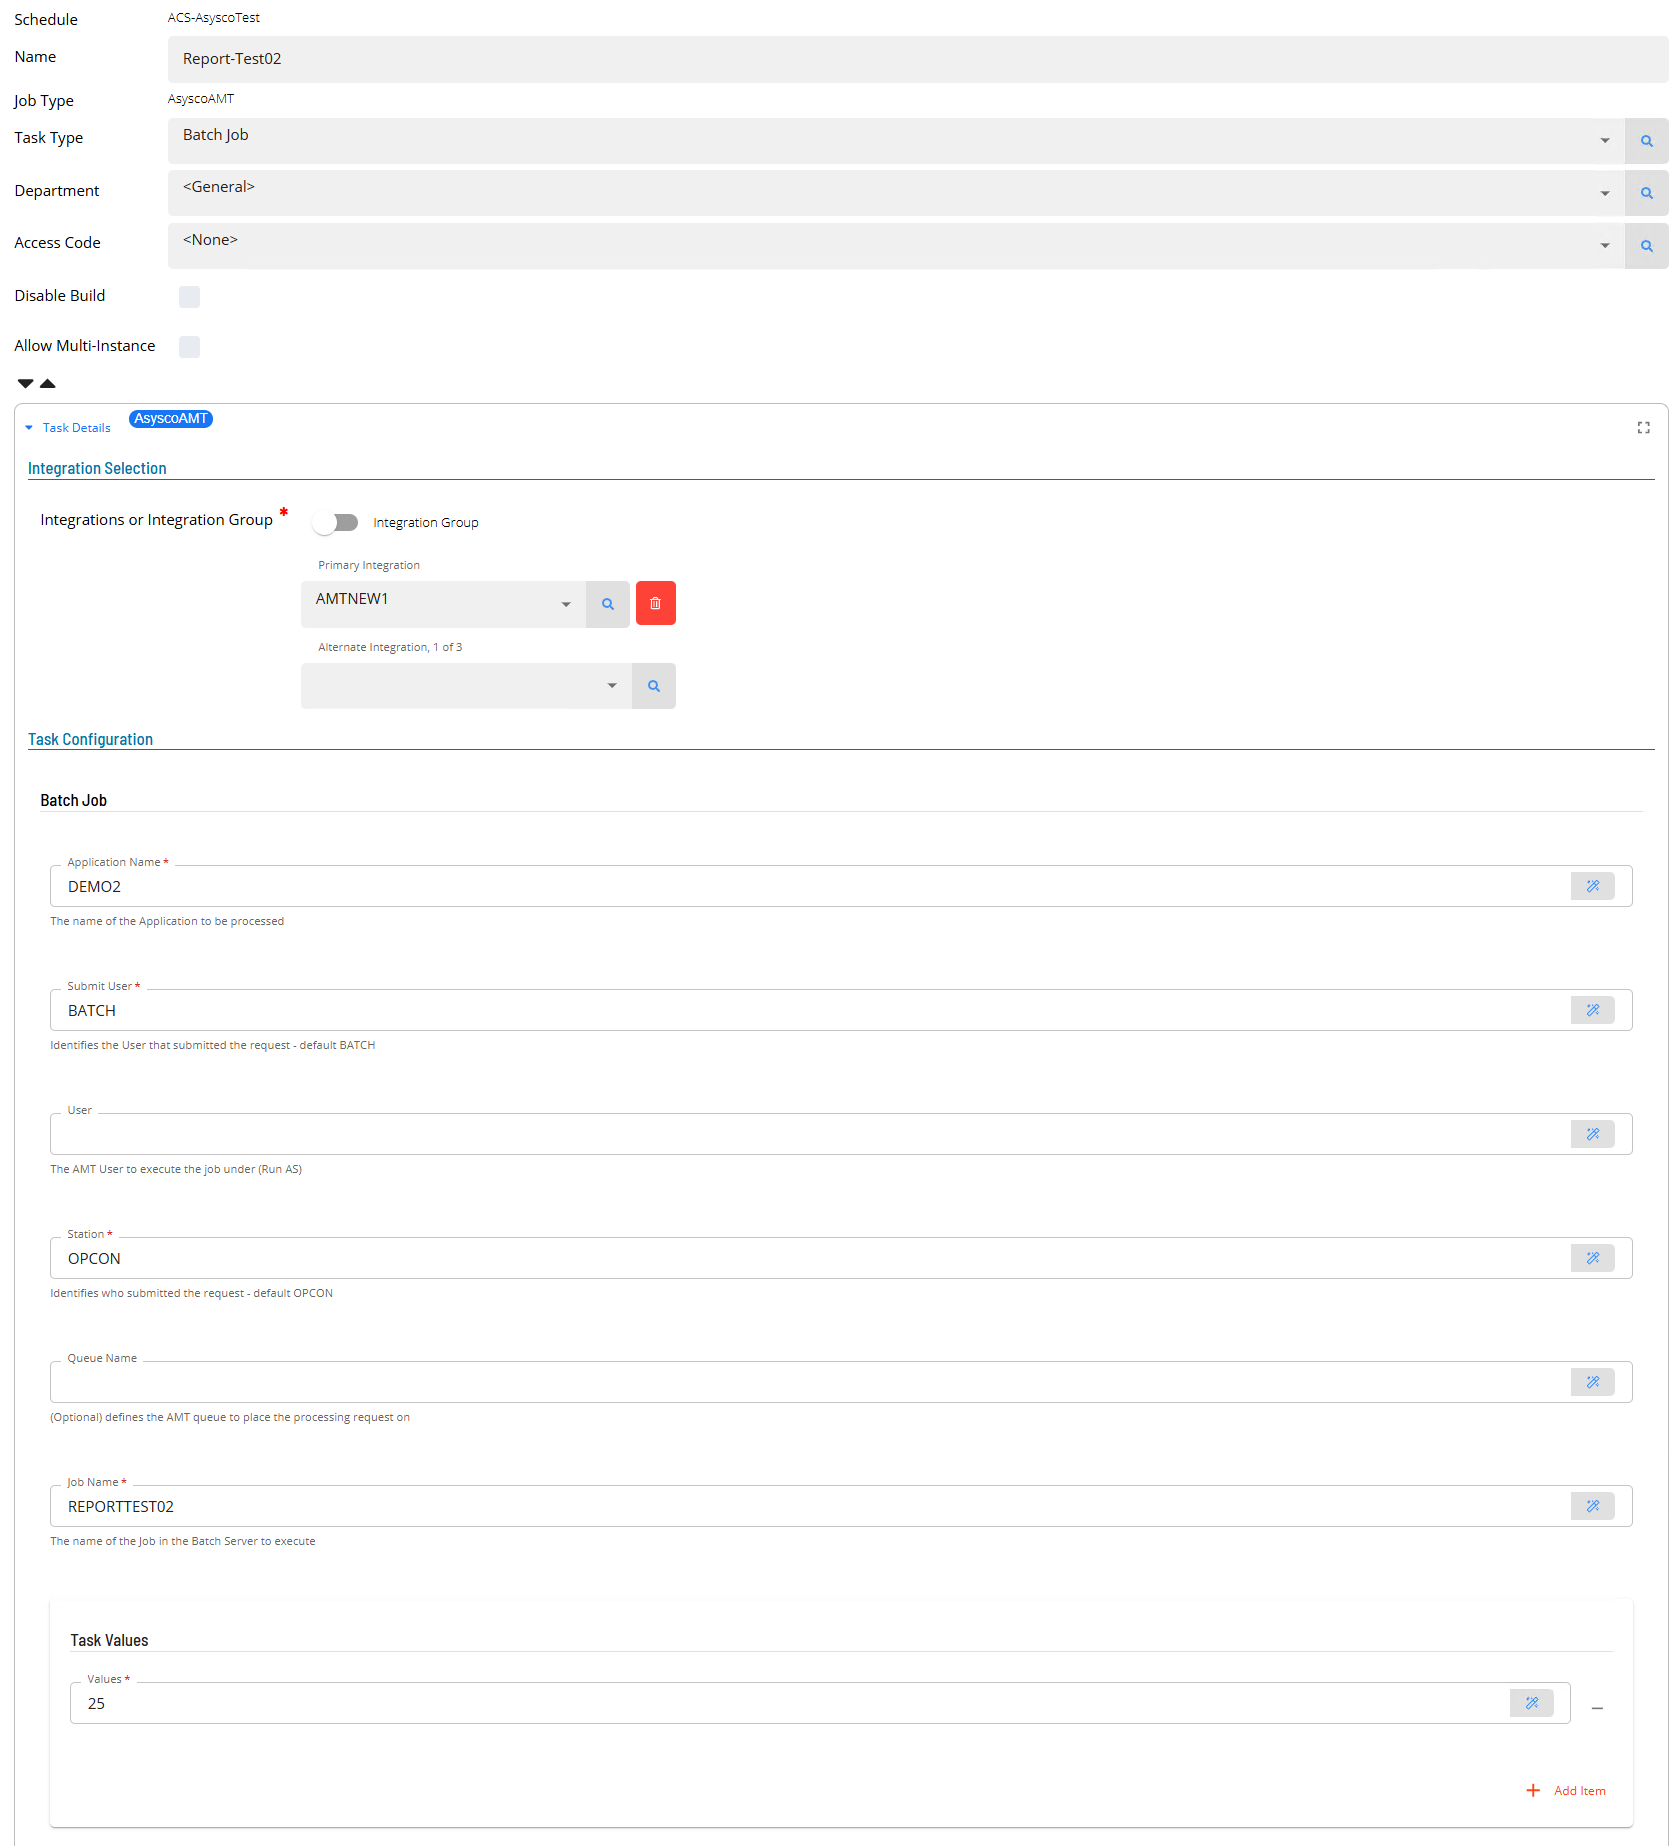 Schedule ACS-AsyscoTest
Name Report-Test02
Job Type AsyscoAMT
Task Type Batch Job
Department <General>
Access Code <None>
Disable Build
Allow Multi-Instance
Task Details AsyscoAMT
Integration Selection
Integrations or Integration Group * Integration Group
Primary Integration
AMTNEW1
Alternate Integration, 1 of 3
Task Configuration
Batch Job
Application Name *
DEMO2
The name of the Application to be processed
Submit User *
BATCH
Identifies the User that submitted the request - default BATCH
User
The AMT User to execute the job under (Run AS)
Station *
OPCON
Identifies who submitted the request - default OPCON
Queue Name
(Optional) defines the AMT queue to place the processing request on
Job Name *
REPORTTEST02
The name of the Job in the Batch Server to execute
Task Values
Values *
25
Add Item